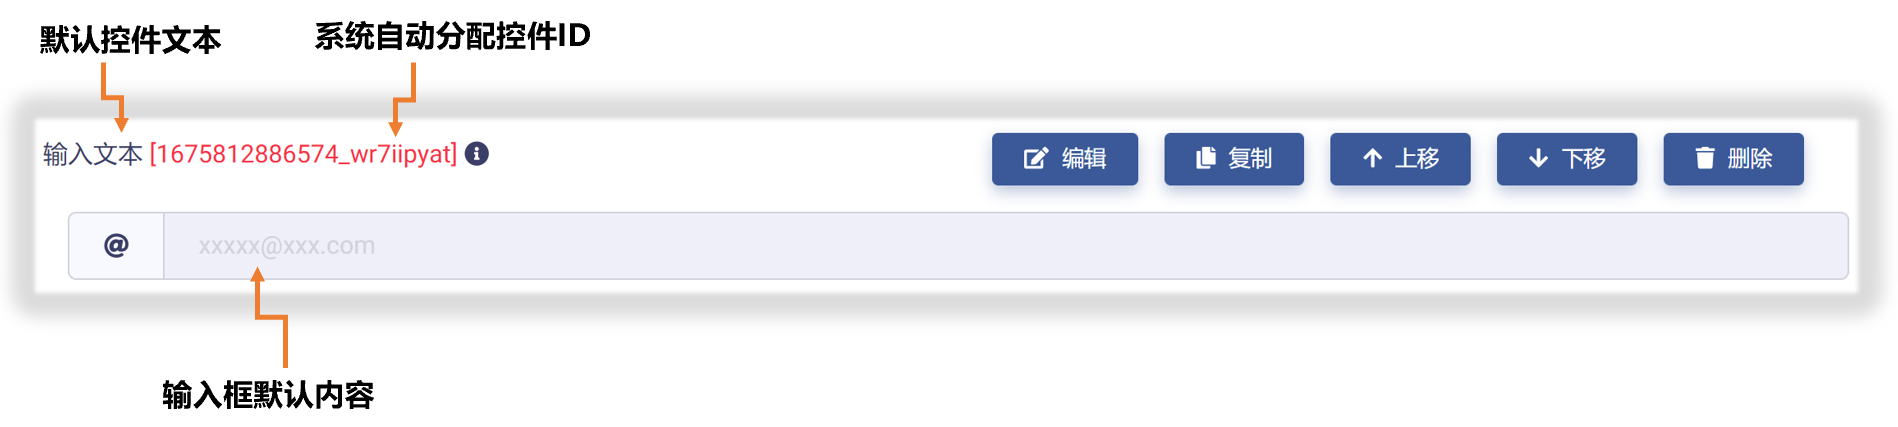 默认控件文本
系统自动分配控件ID
输入文本 [1675812886574_wr7iipyat]
编辑
复制
上移
下移
删除
@ xxxxx@xxx.com
输入框默认内容